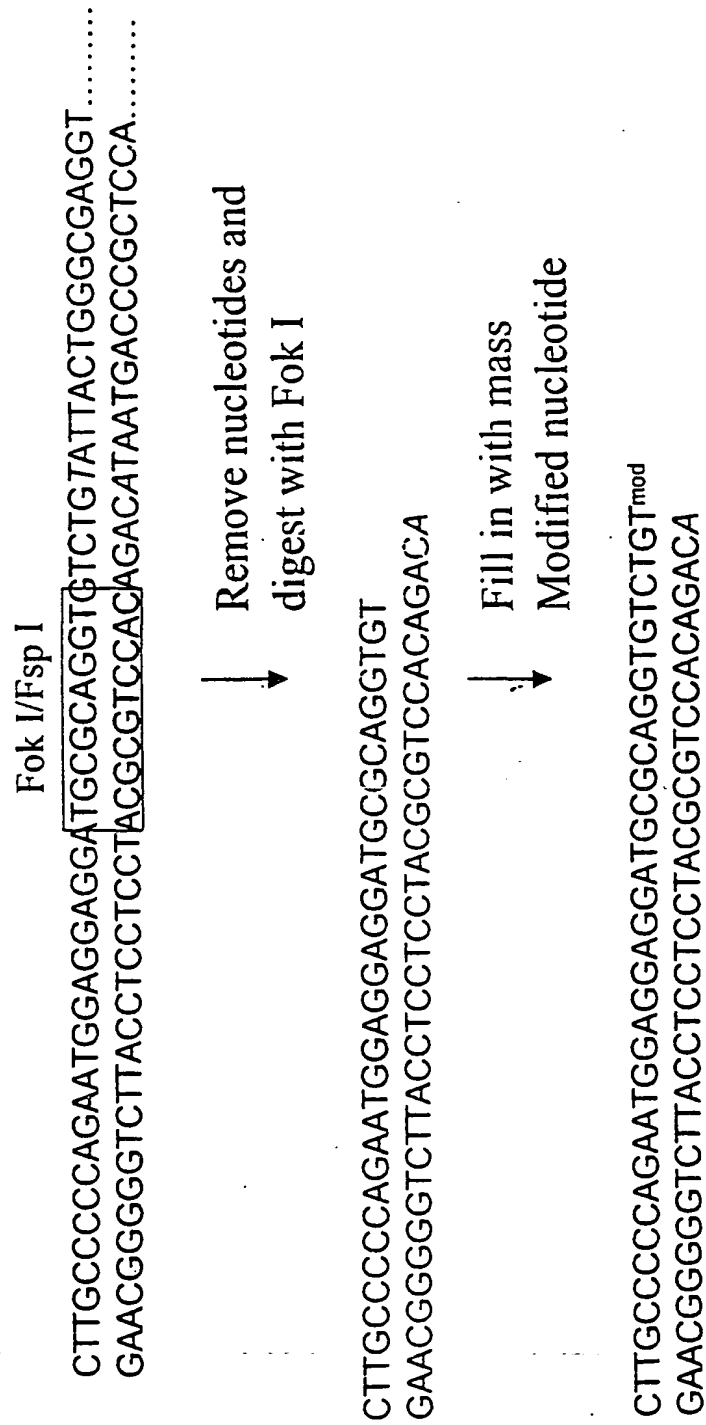 Fok I/Fsp I
CTTGCCCCCAGAATGGAGGAGGATGCGCAGGTGTCTGTATTACTGGGCGAGGT..........
GAACGGGGGTCTTACCTCCTCCTACGCGTCCACAGACATAATGACCCGCTCCA..........
Remove nucleotides and
digest with Fok I
CTTGCCCCCAGAATGGAGGAGGATGCGCAGGTGT
GAACGGGGGTCTTACCTCCTCCTACGCGTCCACAGACA
Fill in with mass
Modified nucleotide
CTTGCCCCCAGAATGGAGGAGGATGCGCAGGTGTCTGTmod
GAACGGGGGTCTTACCTCCTCCTACGCGTCCACAGACA